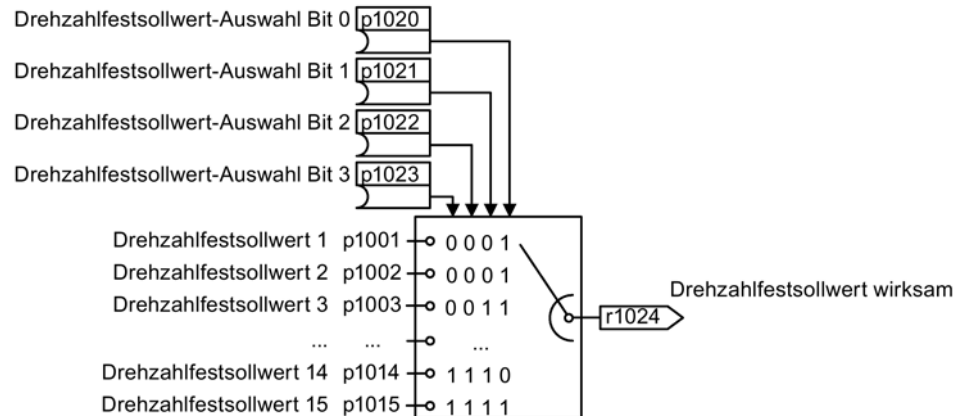 Drehzahlfestsollwert-Auswahl Bit 0 p1020
Drehzahlfestsollwert-Auswahl Bit 1 p1021
Drehzahlfestsollwert-Auswahl Bit 2 p1022
Drehzahlfestsollwert-Auswahl Bit 3 p1023
Drehzahlfestsollwert 1 p1001 0 0 0 1
Drehzahlfestsollwert 2 p1002 0 0 0 1
Drehzahlfestsollwert 3 p1003 0 0 1 1
... ... ...
Drehzahlfestsollwert 14 p1014 1 1 1 0
Drehzahlfestsollwert 15 p1015 1 1 1 1
Drehzahlfestsollwert wirksam
r1024